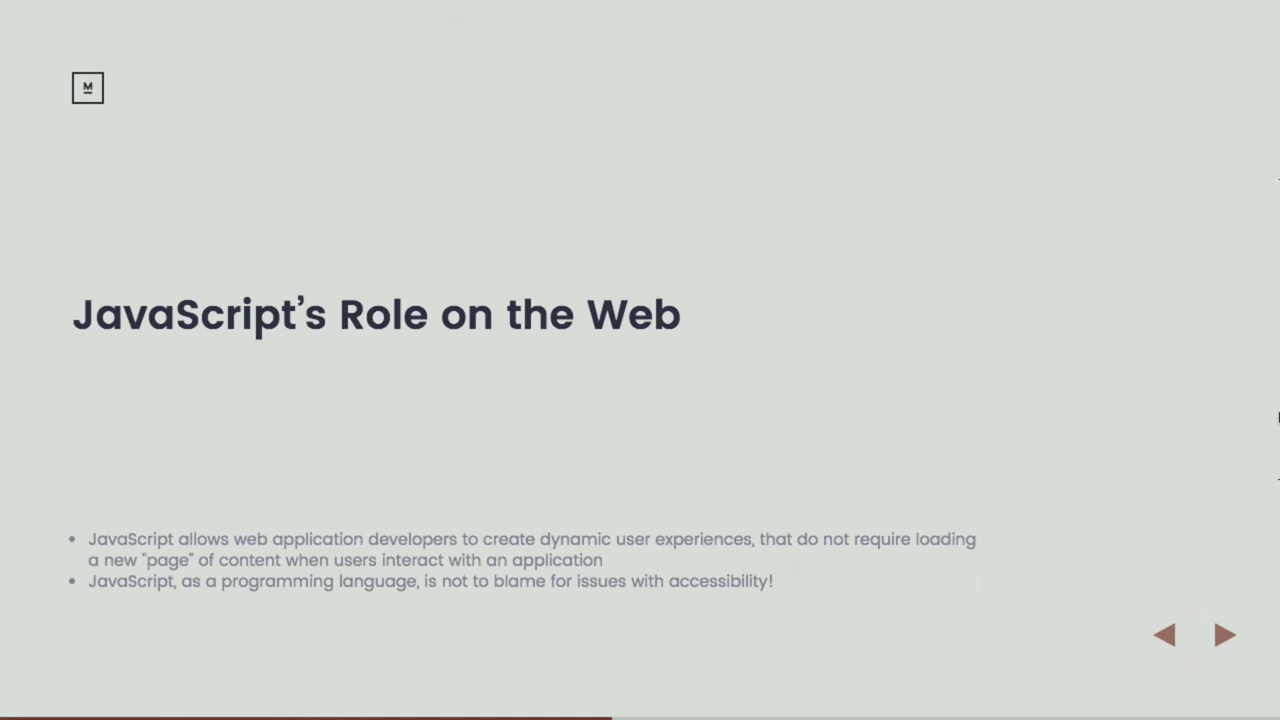 M
JavaScript’s Role on the Web
• JavaScript allows web application developers to create dynamic user experiences, that do not require loading
a new "page" of content when users interact with an application
• JavaScript, as a programming language, is not to blame for issues with accessibility!